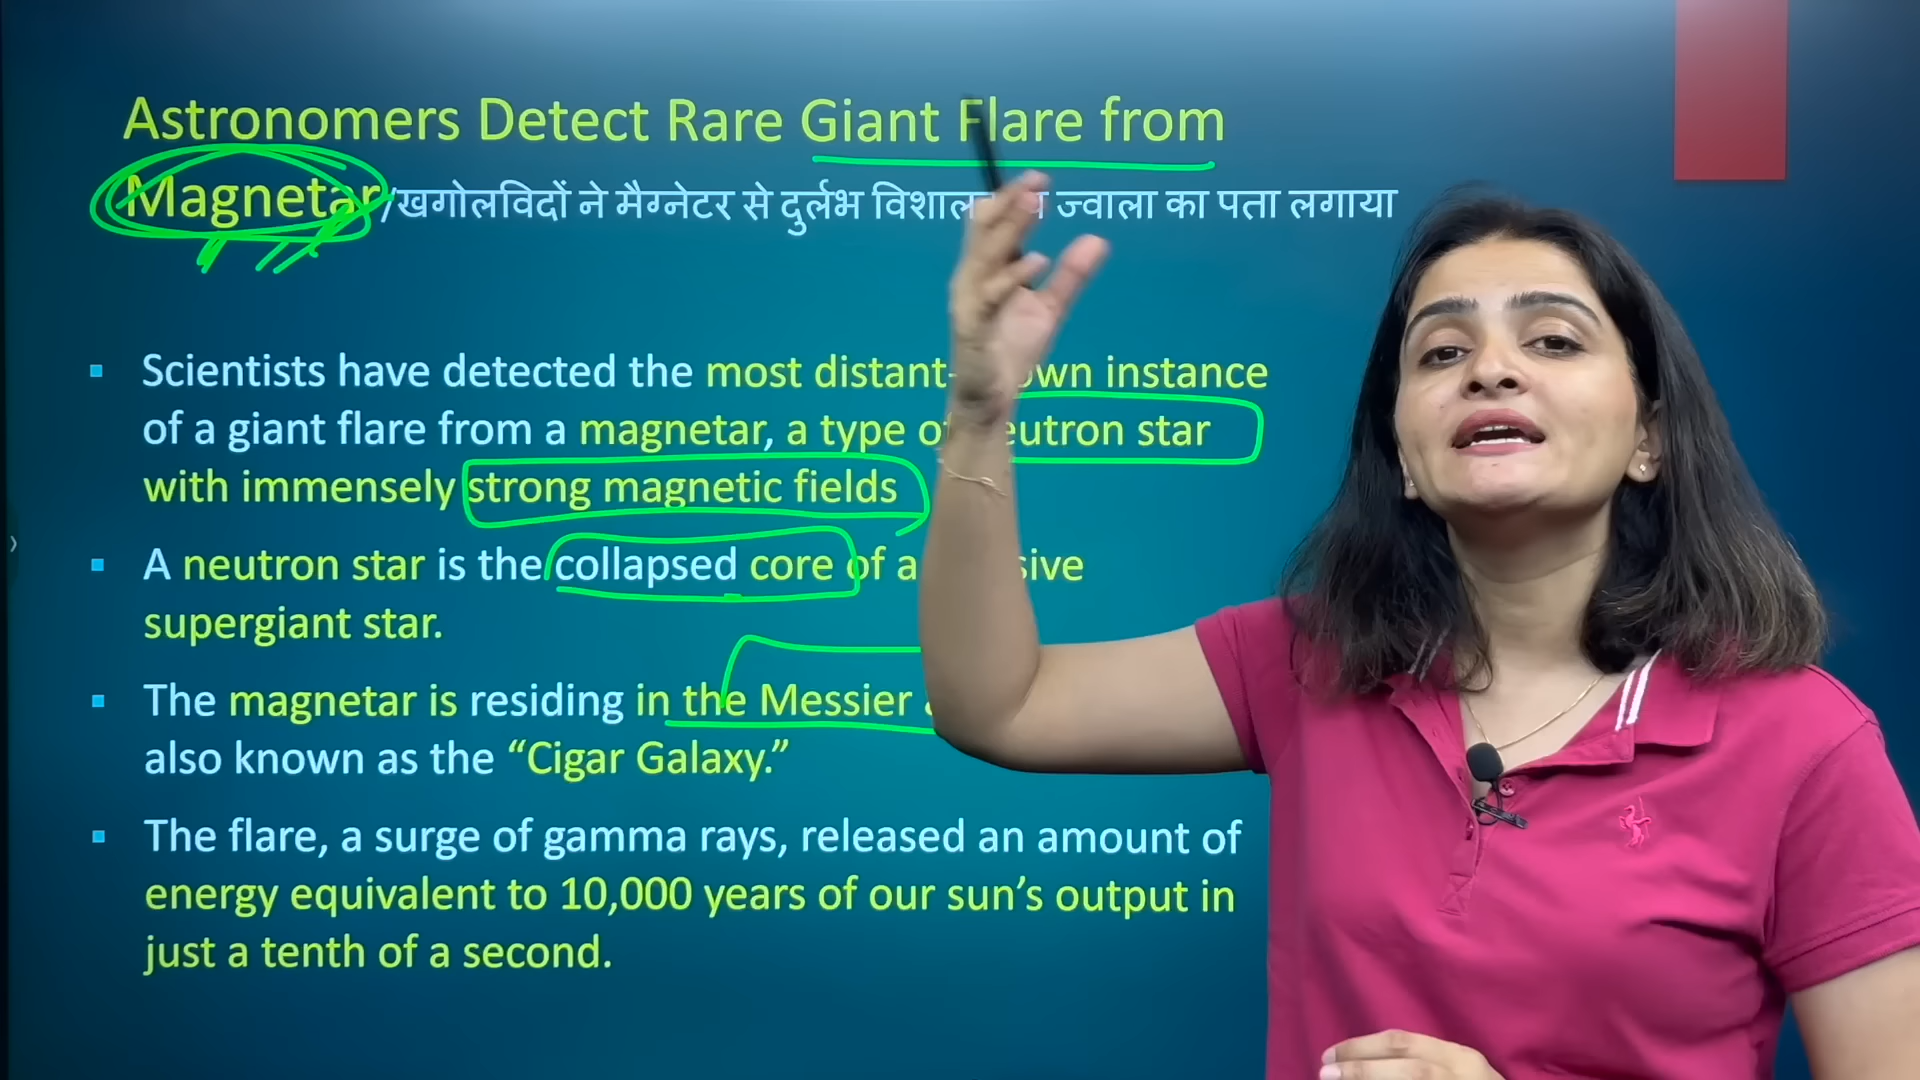 Astronomers Detect Rare Giant Flare from
Magnetar/खगोलविदों ने मैग्नेटर से दुर्लभ ज्वाला का पता लगाया
Scientists have detected the most distant- instance
of a giant flare from a magnetar, a type star
with immensely strong magnetic fields
A neutron star is the collapsed core of a
supergiant star.
The magnetar is residing in the Messier
also known as the “Cigar Galaxy.”
The flare, a surge of gamma rays, released an amount of
energy equivalent to 10,000 years of our sun’s output in
just a tenth of a second.